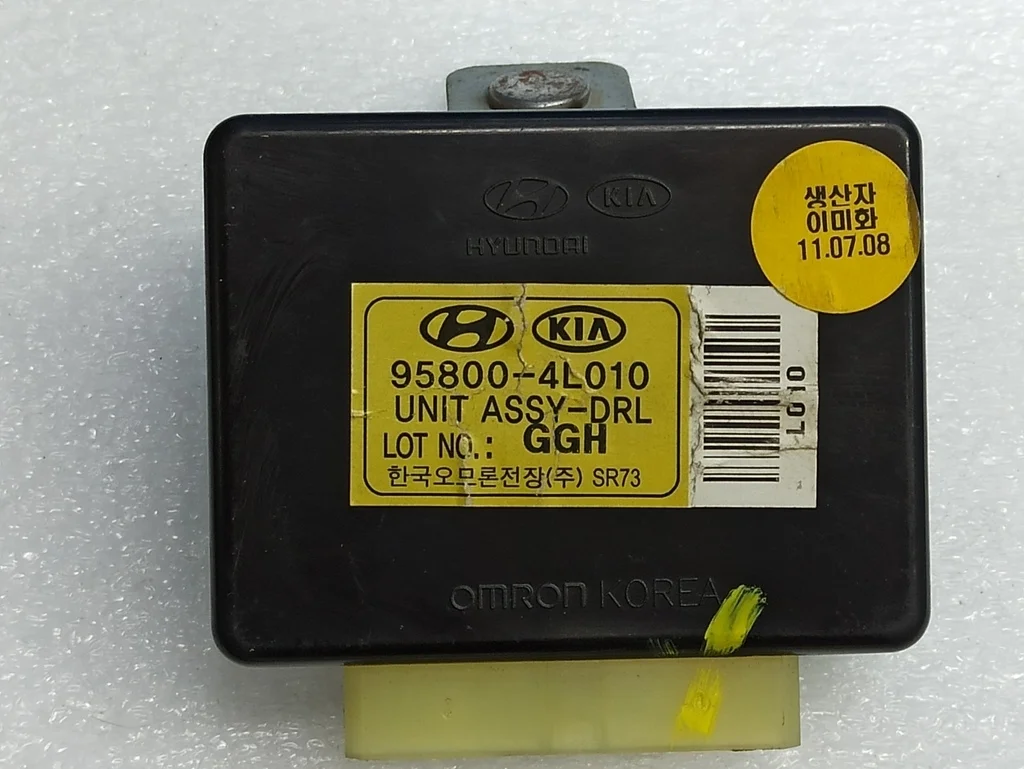 KIA
HYUNDAI
생산자
이미화
11.07.08
KIA
95800-4L010
UNIT ASSY-DRL
LOT NO.: GGH
한국오므론전장(주) SR73
L010
OMRON KOREA